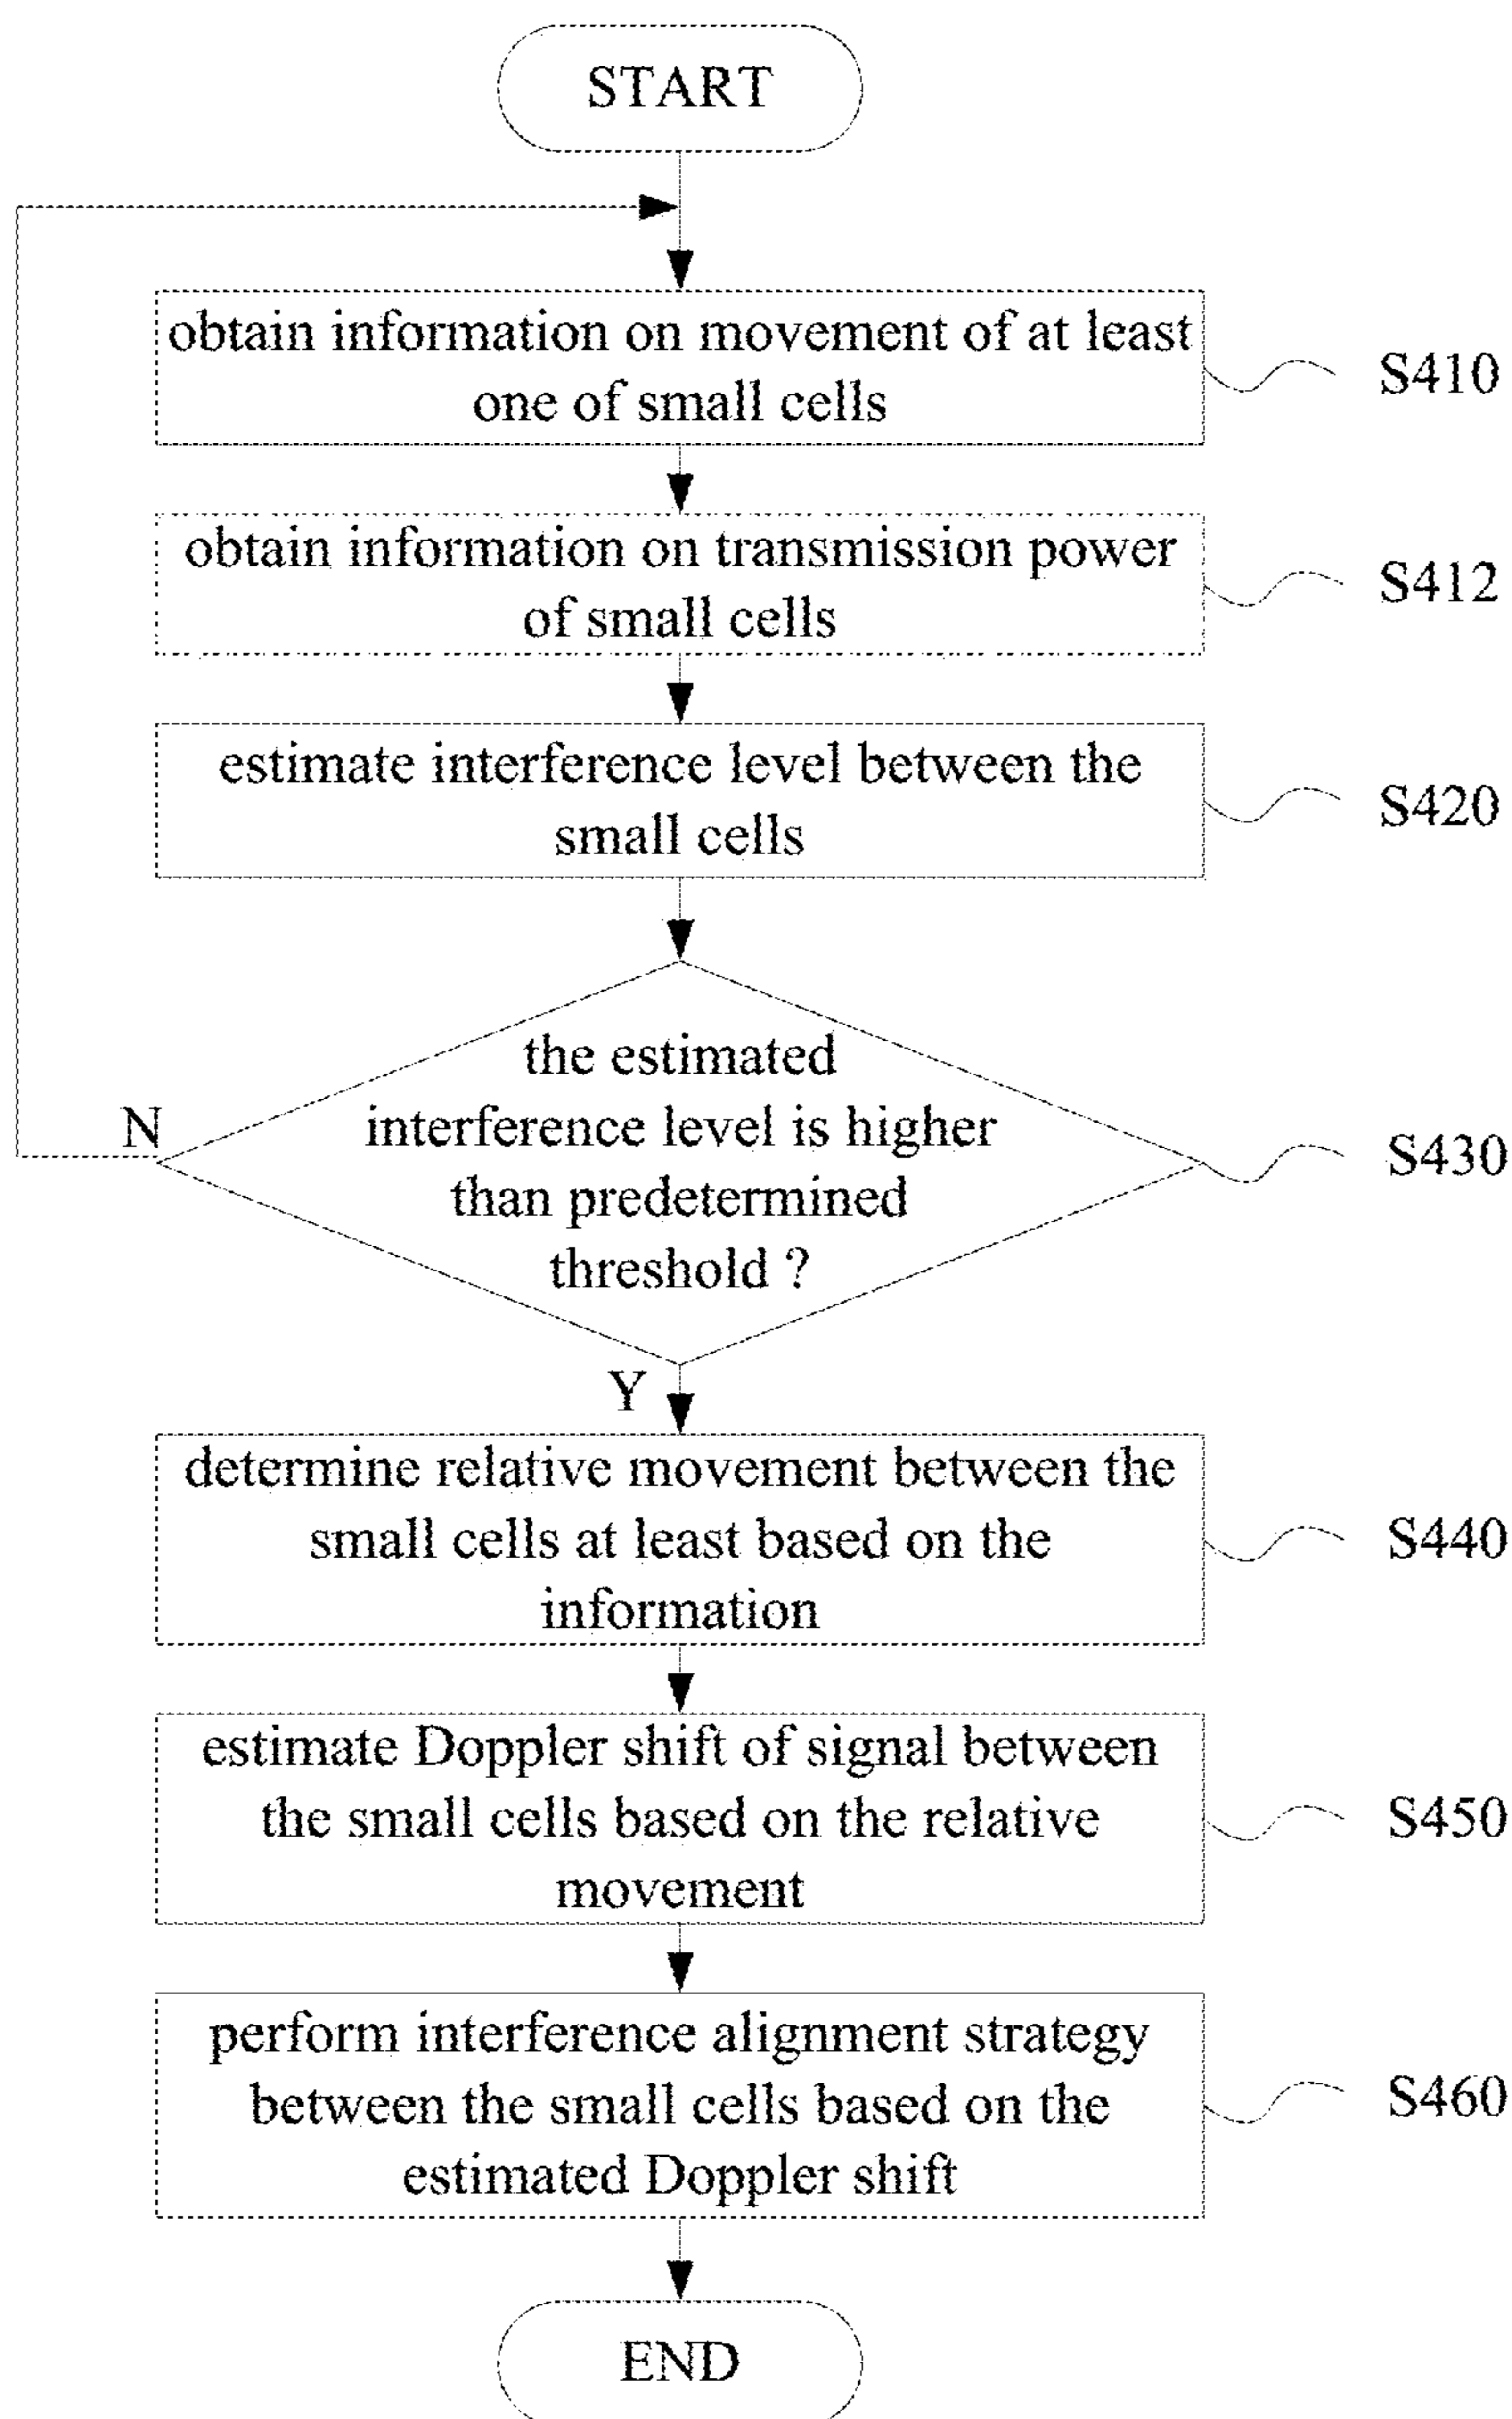 START
obtain information on movement of at least
one of small cells
S410
obtain information on transmission power
of small cells
S412
estimate interference level between the
small cells
S420
the estimated
interference level is higher
than predetermined
threshold ?
N
S430
Y
determine relative movement between the
small cells at least based on the
information
S440
estimate Doppler shift of signal between
the small cells based on the relative
movement
S450
perform interference alignment strategy
between the small cells based on the
estimated Doppler shift
S460
END